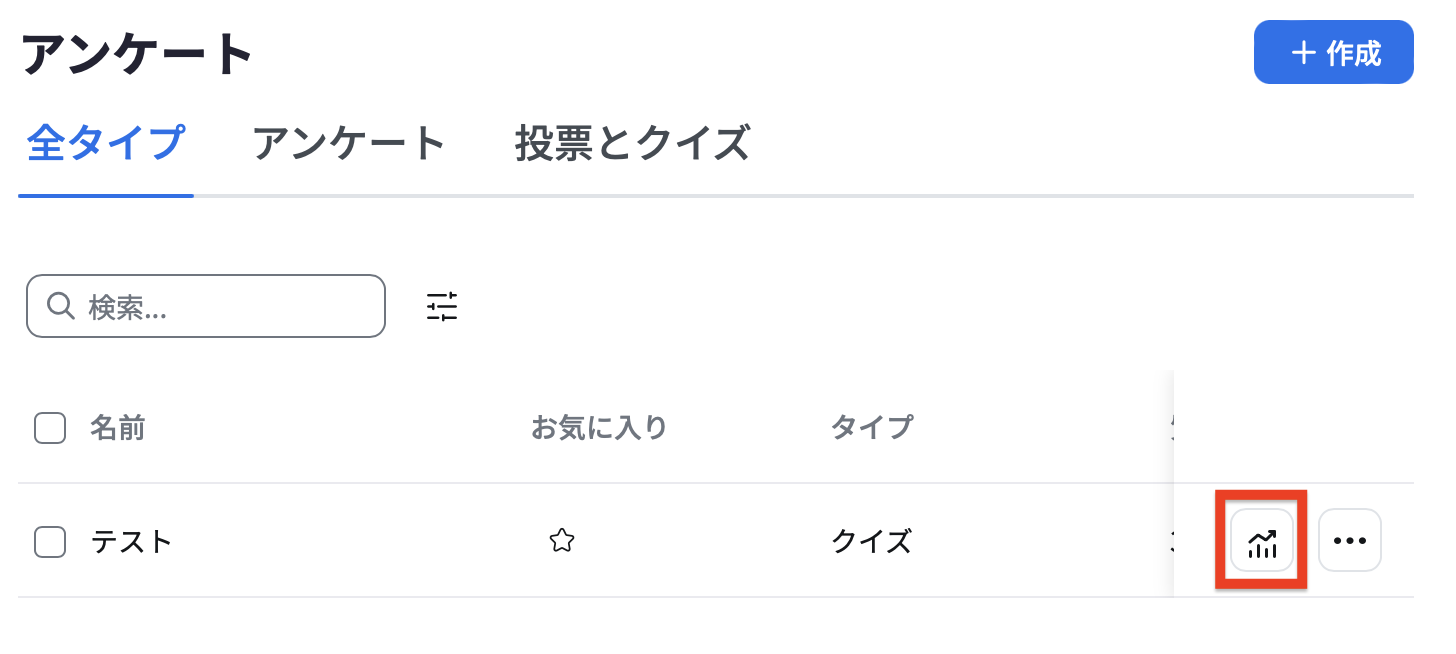 アンケート
作成
全タイプ アンケート 投票とクイズ
検索...
名前 お気に入り タイプ
テスト クイズ